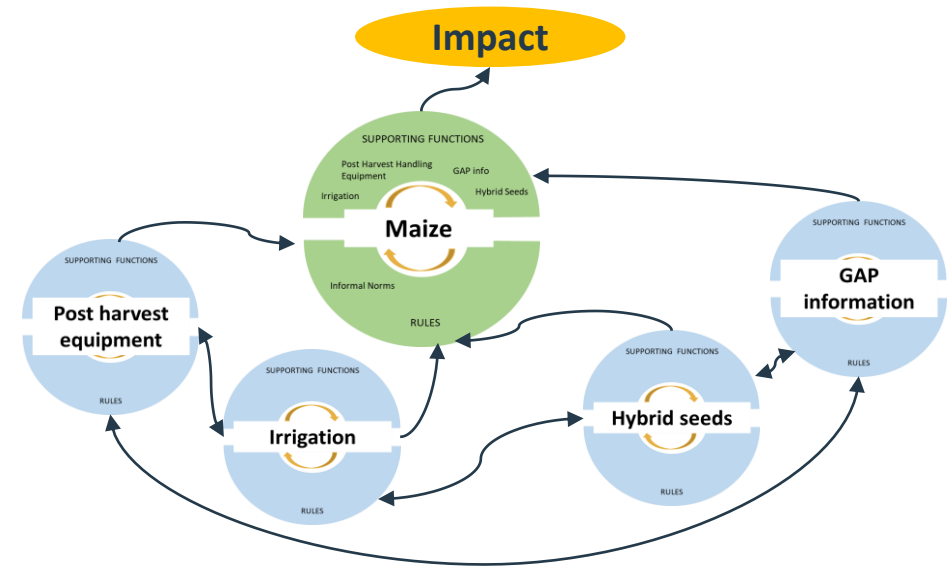 Impact
SUPPORTING FUNCTIONS
Post Harvest Handling
Equipment
GAP info
Irrigation
Hybrid Seeds
Maize
Informal Norms
RULES
SUPPORTING FUNCTIONS
GAP
information
RULES
SUPPORTING FUNCTIONS
Post harvest
equipment
RULES
SUPPORTING FUNCTIONS
Irrigation
RULES
SUPPORTING FUNCTIONS
Hybrid seeds
RULES